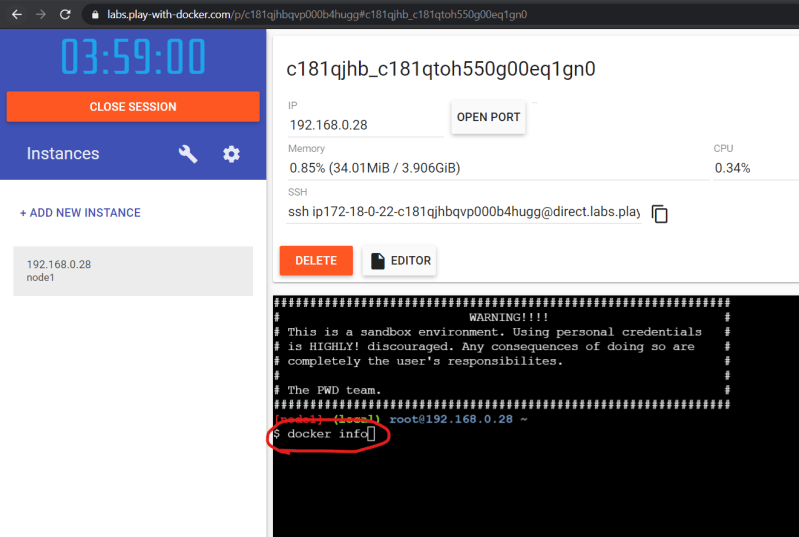 labs.play-with-docker.com/p/c181qjhbqvp000b4hugg#c181qjhb_c181qtoh550g00eq1gn0
03:59:00
CLOSE SESSION
Instances
+ ADD NEW INSTANCE
192.168.0.28
node1
c181qjhb_c181qtoh550g00eq1gn0
IP
192.168.0.28
OPEN PORT
Memory
0.85% (34.01MiB / 3.906GiB)
CPU
0.34%
SSH
ssh ip172-18-0-22-c181qjhbqvp000b4hugg@direct.labs.play
DELETE
EDITOR
###############################################################
# WARNING!!!! #
# This is a sandbox environment. Using personal credentials #
# is HIGHLY! discouraged. Any consequences of doing so are #
# completely the user's responsibilites. #
# #
# The PWD team. #
###############################################################
[node1] (local) root@192.168.0.28 ~
$ docker info